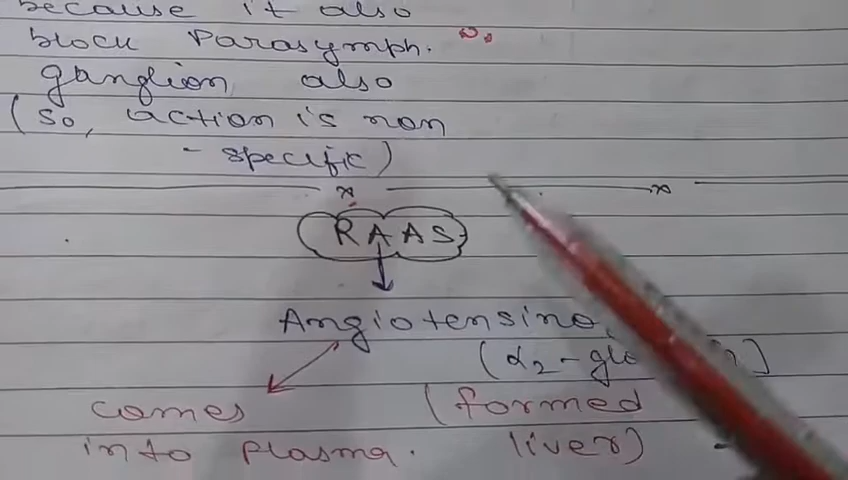 because it also
block Parasymph.
ganglion also
(so, action is non
- specific)
RAAS
Angiotensino
(α2-glo
comes (formed
into plasma. liver)